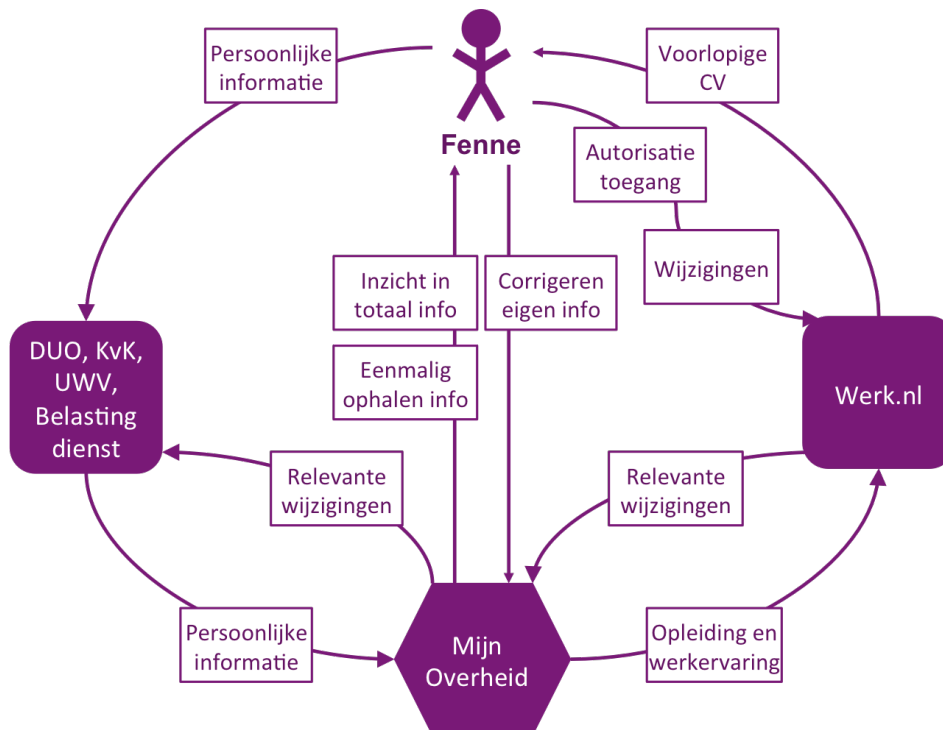 Persoonlijke
informatie
Voorlopige
CV
Fenne
Autorisatie
toegang
Inzicht in
totaal info
Corrigeren
eigen info
Wijzigingen
DUO, KvK,
UWV,
Belasting
dienst
Eenmalig
ophalen info
Werk.nl
Relevante
wijzigingen
Relevante
wijzigingen
Persoonlijke
informatie
Mijn
Overheid
Opleiding en
werkervaring